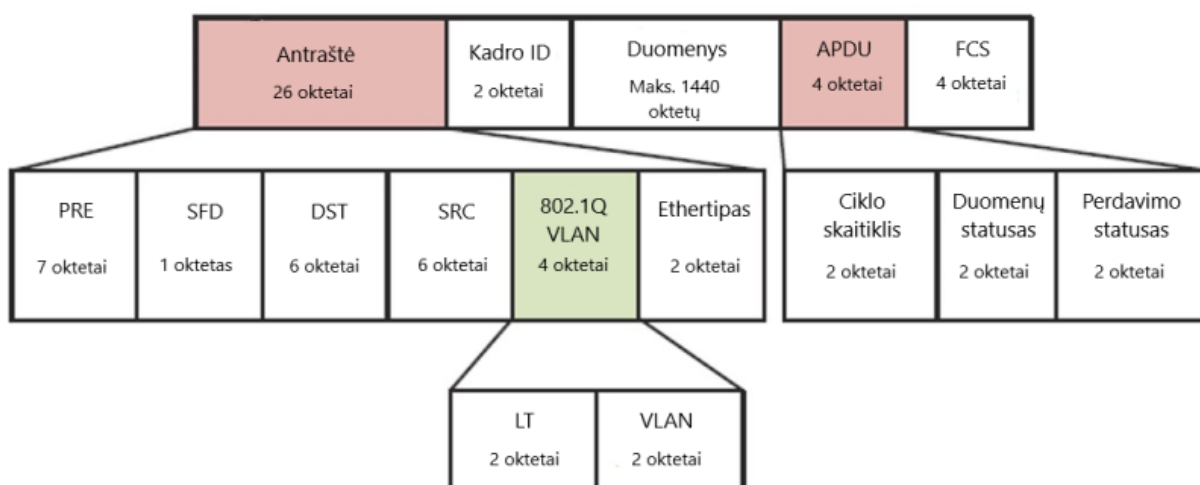 Antraštė
26 oktetai
Kadro ID
2 oktetai
Duomenys
Maks. 1440
oktetų
APDU
4 oktetai
FCS
4 oktetai
PRE
7 oktetai
SFD
1 oktetas
DST
6 oktetai
SRC
6 oktetai
802.1Q
VLAN
4 oktetai
Ethertipas
2 oktetai
Ciklo
skaitiklis
2 oktetai
Duomenų
statusas
2 oktetai
Perdavimo
statusas
2 oktetai
LT
2 oktetai
VLAN
2 oktetai